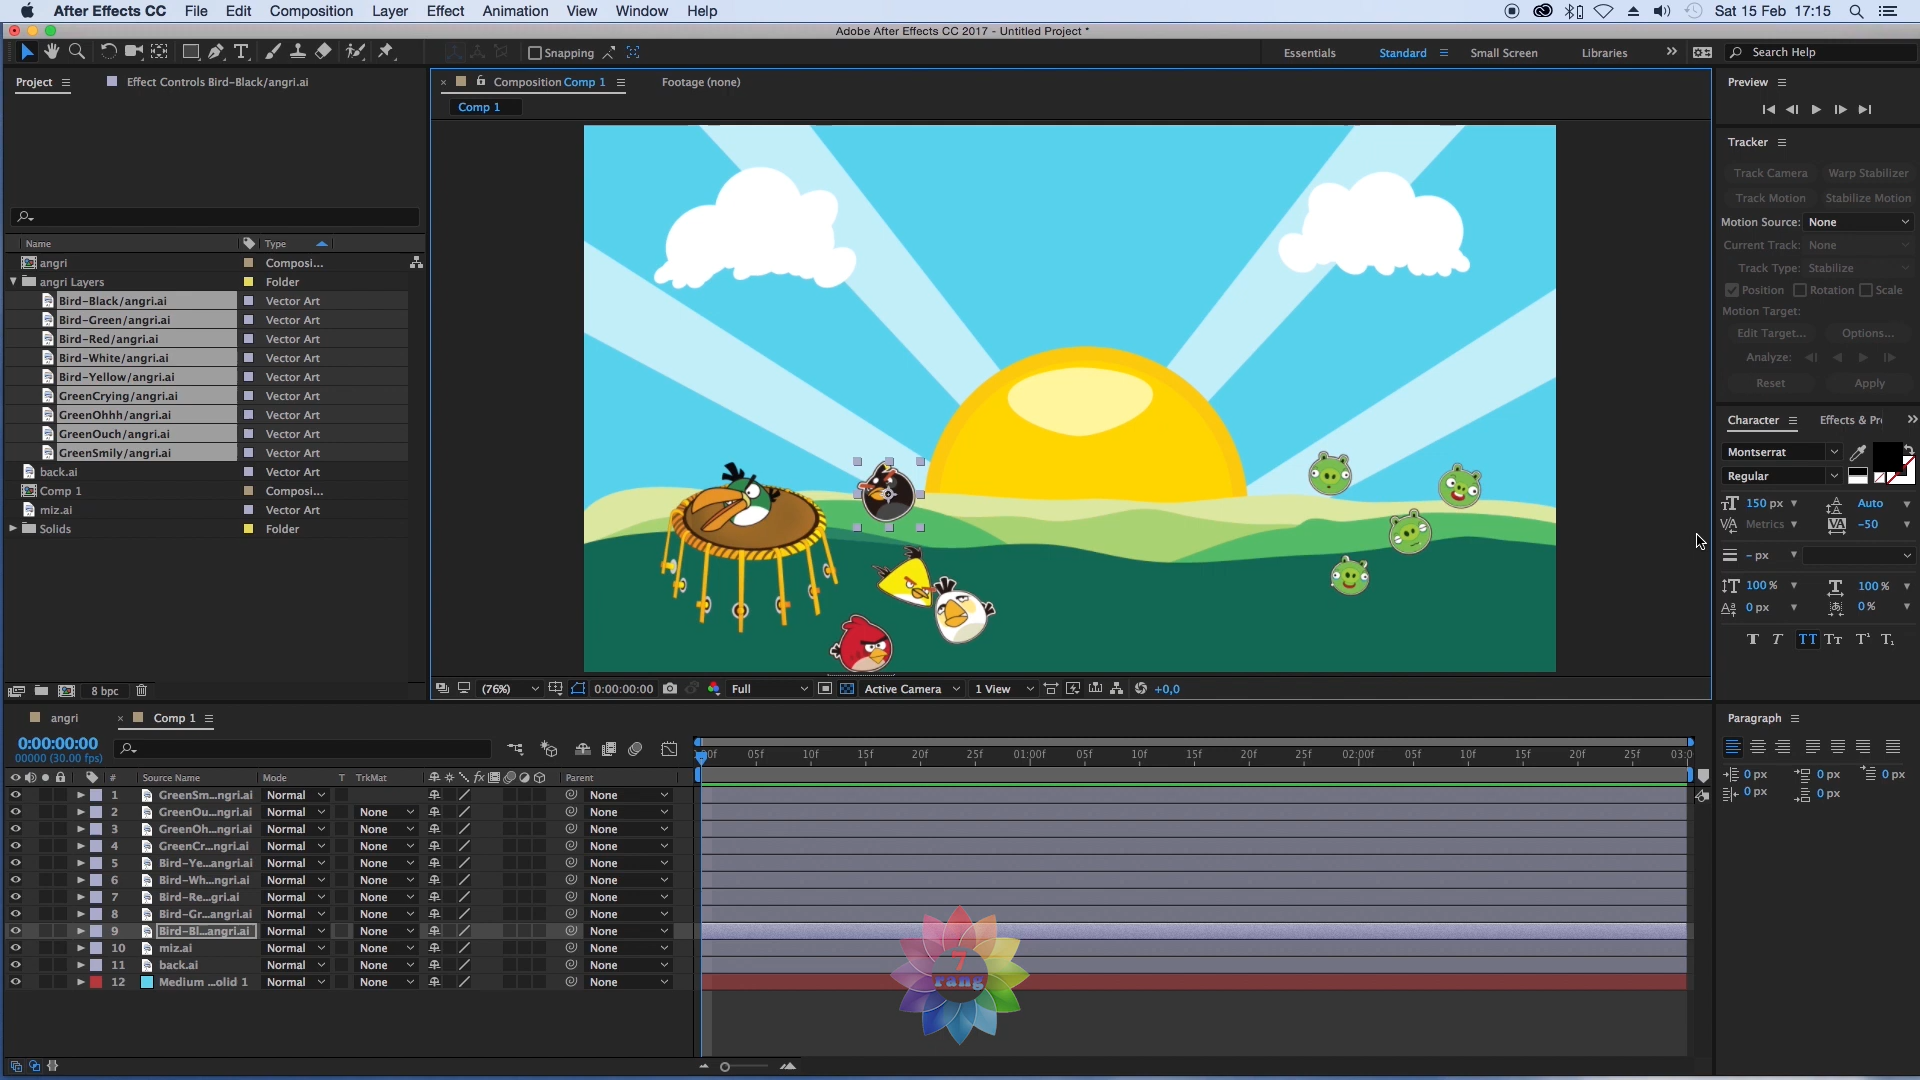 After Effects CC File Edit Composition Layer Effect Animation View Window Help Sat 15 Feb 17:15
Adobe After Effects CC 2017 - Untitled Project *
Snapping Essentials Standard Small Screen Libraries Search Help
Project Effect Controls Bird-Black/angri.ai Composition Comp 1 Footage (none) Preview
Comp 1
Tracker
Track Camera Warp Stabilizer
Track Motion Stabilize Motion
Motion Source: None
Current Track: None
Track Type: Stabilize
Position Rotation Scale
Motion Target:
Edit Target... Options...
Analyze:
Reset Apply
Name Type
angri Composi...
angri Layers Folder
Bird-Black/angri.ai Vector Art
Bird-Green/angri.ai Vector Art
Bird-Red/angri.ai Vector Art
Bird-White/angri.ai Vector Art
Bird-Yellow/angri.ai Vector Art
GreenCrying/angri.ai Vector Art
GreenOhhh/angri.ai Vector Art
GreenOuch/angri.ai Vector Art
GreenSmily/angri.ai Vector Art
back.ai Vector Art
Comp 1 Composi...
miz.ai Vector Art
Solids Folder
Character Effects & Pr
Montserrat
Regular
150 px Auto
Metrics -50
- px
100 % 100 %
0 px 0 %
T T TT Tr T¹ T₁
8 bpc (76%) 0:00:00:00 Full Active Camera 1 View +0,0
angri Comp 1
0:00:00:00
00000 (30.00 fps)
:00f 05f 10f 15f 20f 25f 01:00f 05f 10f 15f 20f 25f 02:00f 05f 10f 15f 20f 25f 03:0
# Source Name Mode T TrkMat fx Parent
1 GreenSm...ngri.ai Normal None
2 GreenOu...ngri.ai Normal None None
3 GreenOh...ngri.ai Normal None None
4 GreenCr...ngri.ai Normal None None
5 Bird-Ye...angri.ai Normal None None
6 Bird-Wh...ngri.ai Normal None None
7 Bird-Re...gri.ai Normal None None
8 Bird-Gr...angri.ai Normal None None
9 Bird-Bl...angri.ai Normal None None
10 miz.ai Normal None None
11 back.ai Normal None None
12 Medium ...olid 1 Normal None None
7
rang
Paragraph
0 px 0 px 0 px
0 px 0 px